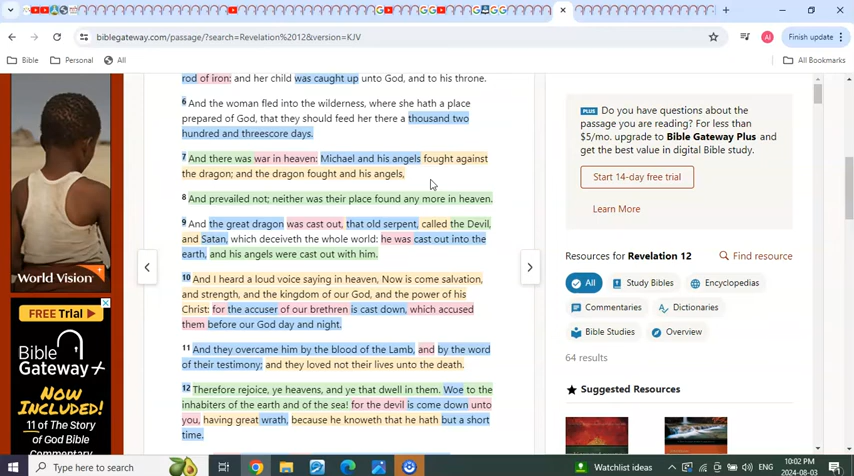 Finish update
biblegateway.com/passage/?search=Revelation%2012&version=KJV
AI
Bible
Personal
All
All Bookmarks
rod of iron: and her child was caught up unto God, and to his throne.
6 And the woman fled into the wilderness, where she hath a place
prepared of God, that they should feed her there a thousand two
hundred and threescore days.
7 And there was war in heaven: Michael and his angels fought against
the dragon; and the dragon fought and his angels,
8 And prevailed not; neither was their place found any more in heaven.
9 And the great dragon was cast out, that old serpent, called the Devil,
and Satan, which deceiveth the whole world: he was cast out into the
earth, and his angels were cast out with him.
10 And I heard a loud voice saying in heaven, Now is come salvation,
and strength, and the kingdom of our God, and the power of his
Christ: for the accuser of our brethren is cast down, which accused
them before our God day and night.
11 And they overcame him by the blood of the Lamb, and by the word
of their testimony; and they loved not their lives unto the death.
12 Therefore rejoice, ye heavens, and ye that dwell in them. Woe to the
inhabiters of the earth and of the sea! for the devil is come down unto
you, having great wrath, because he knoweth that he hath but a short
time.
World Vision
FREE Trial
Bible
Gateway+
NOW
INCLUDED!
11 of The Story
of God Bible
Commentary
PLUS Do you have questions about the
passage you are reading? For less than
$5/mo. upgrade to Bible Gateway Plus and
get the best value in digital Bible study.
Start 14-day free trial
Learn More
Resources for Revelation 12
Find resource
All
Study Bibles
Encyclopedias
Commentaries
Dictionaries
Bible Studies
Overview
64 results
Suggested Resources
Type here to search
Watchlist ideas
ENG
10:02 PM
2024-08-03